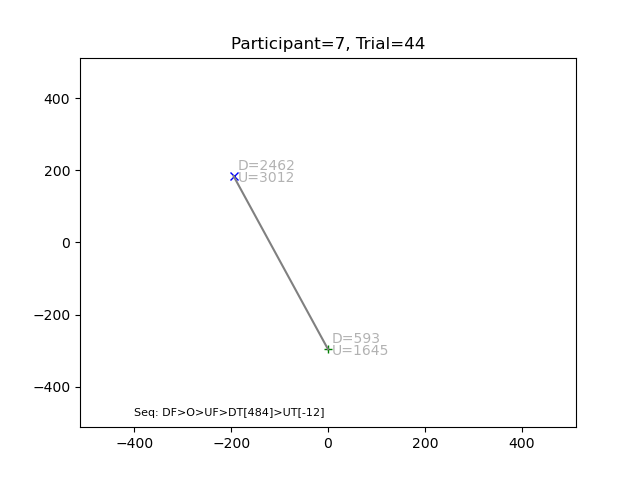 Participant=7, Trial=44
400
200
0
−200
−400
D=2462
U=3012
D=593
U=1645
Seq: DF>O>UF>DT[484]>UT[-12]
−400
−200
0
200
400